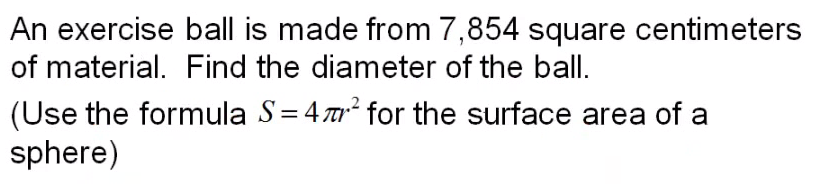 An exercise ball is made from 7,854 square centimeters
of material.  Find the diameter of the ball.
(Use the formula S = 4πr² for the surface area of a
sphere)